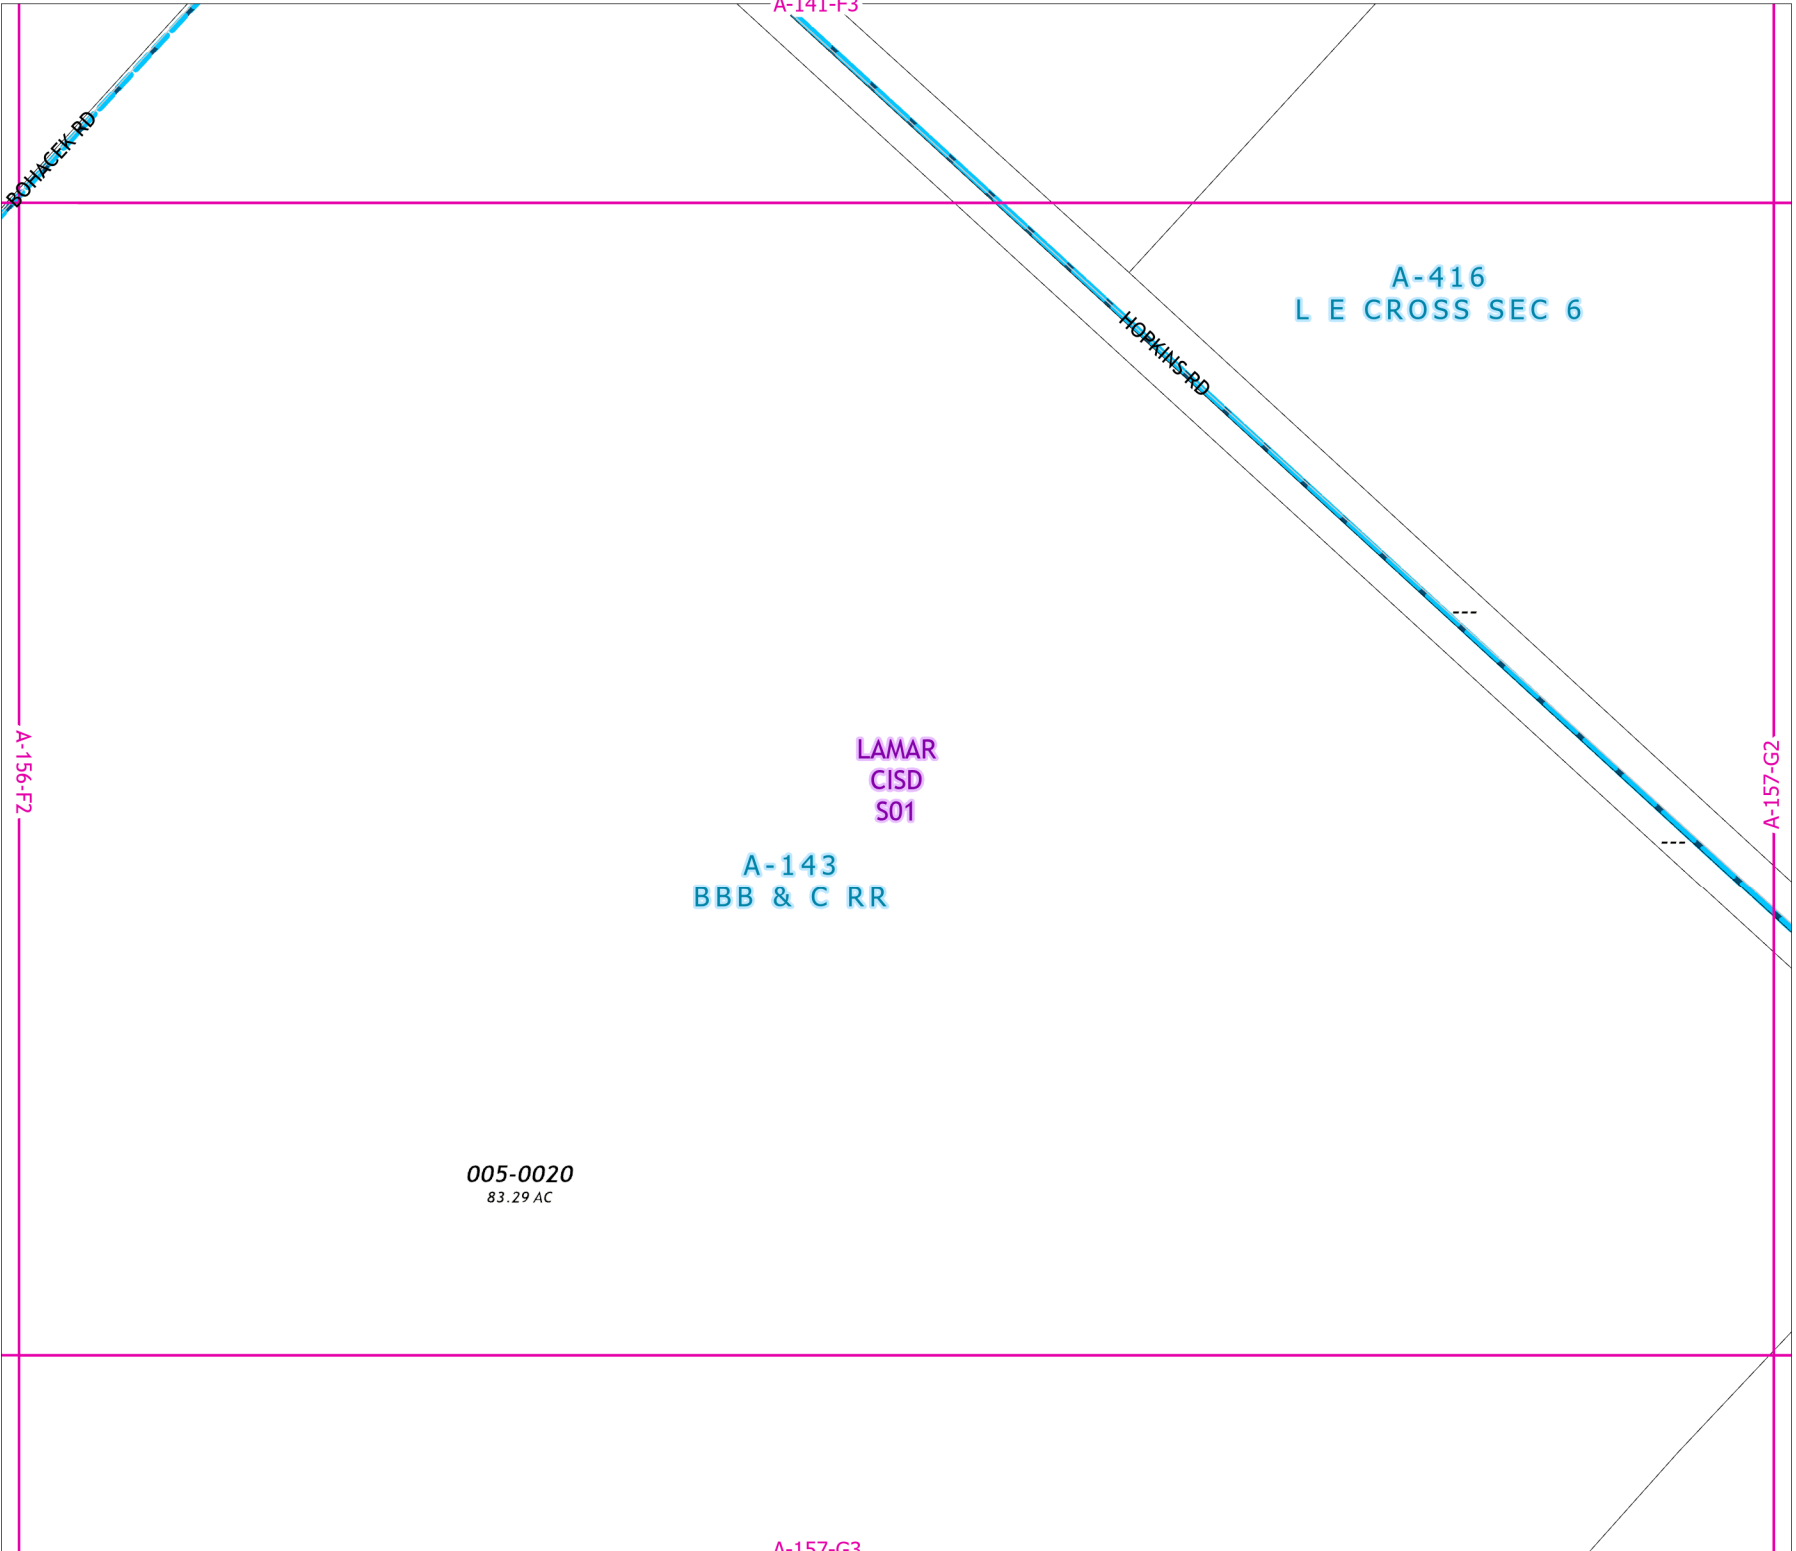 A-141-F3
BOHACEK RD
A-416
L E CROSS SEC 6
HOPKINS RD
---
A-156-F2
LAMAR
CISD
S01
A-157-G2
---
A-143
BBB & C RR
005-0020
83.29 AC
A-157-G3